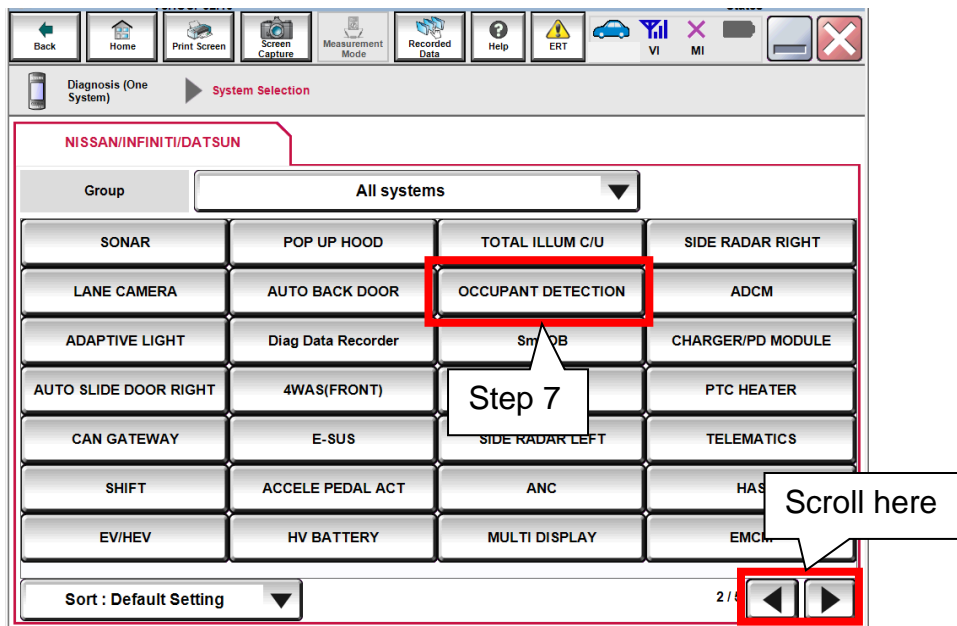 Back
Home
Print Screen
Screen
Capture
Measurement
Mode
Recorded
Data
Help
ERT
VI
MI
Diagnosis (One
System)
System Selection
NISSAN/INFINITI/DATSUN
Group
All systems
SONAR
POP UP HOOD
TOTAL ILLUM C/U
SIDE RADAR RIGHT
LANE CAMERA
AUTO BACK DOOR
OCCUPANT DETECTION
ADCM
ADAPTIVE LIGHT
Diag Data Recorder
CHARGER/PD MODULE
AUTO SLIDE DOOR RIGHT
4WAS(FRONT)
Step 7
PTC HEATER
CAN GATEWAY
E-SUS
SIDE RADAR LEFT
TELEMATICS
SHIFT
ACCELE PEDAL ACT
ANC
Scroll here
EV/HEV
HV BATTERY
MULTI DISPLAY
Sort : Default Setting